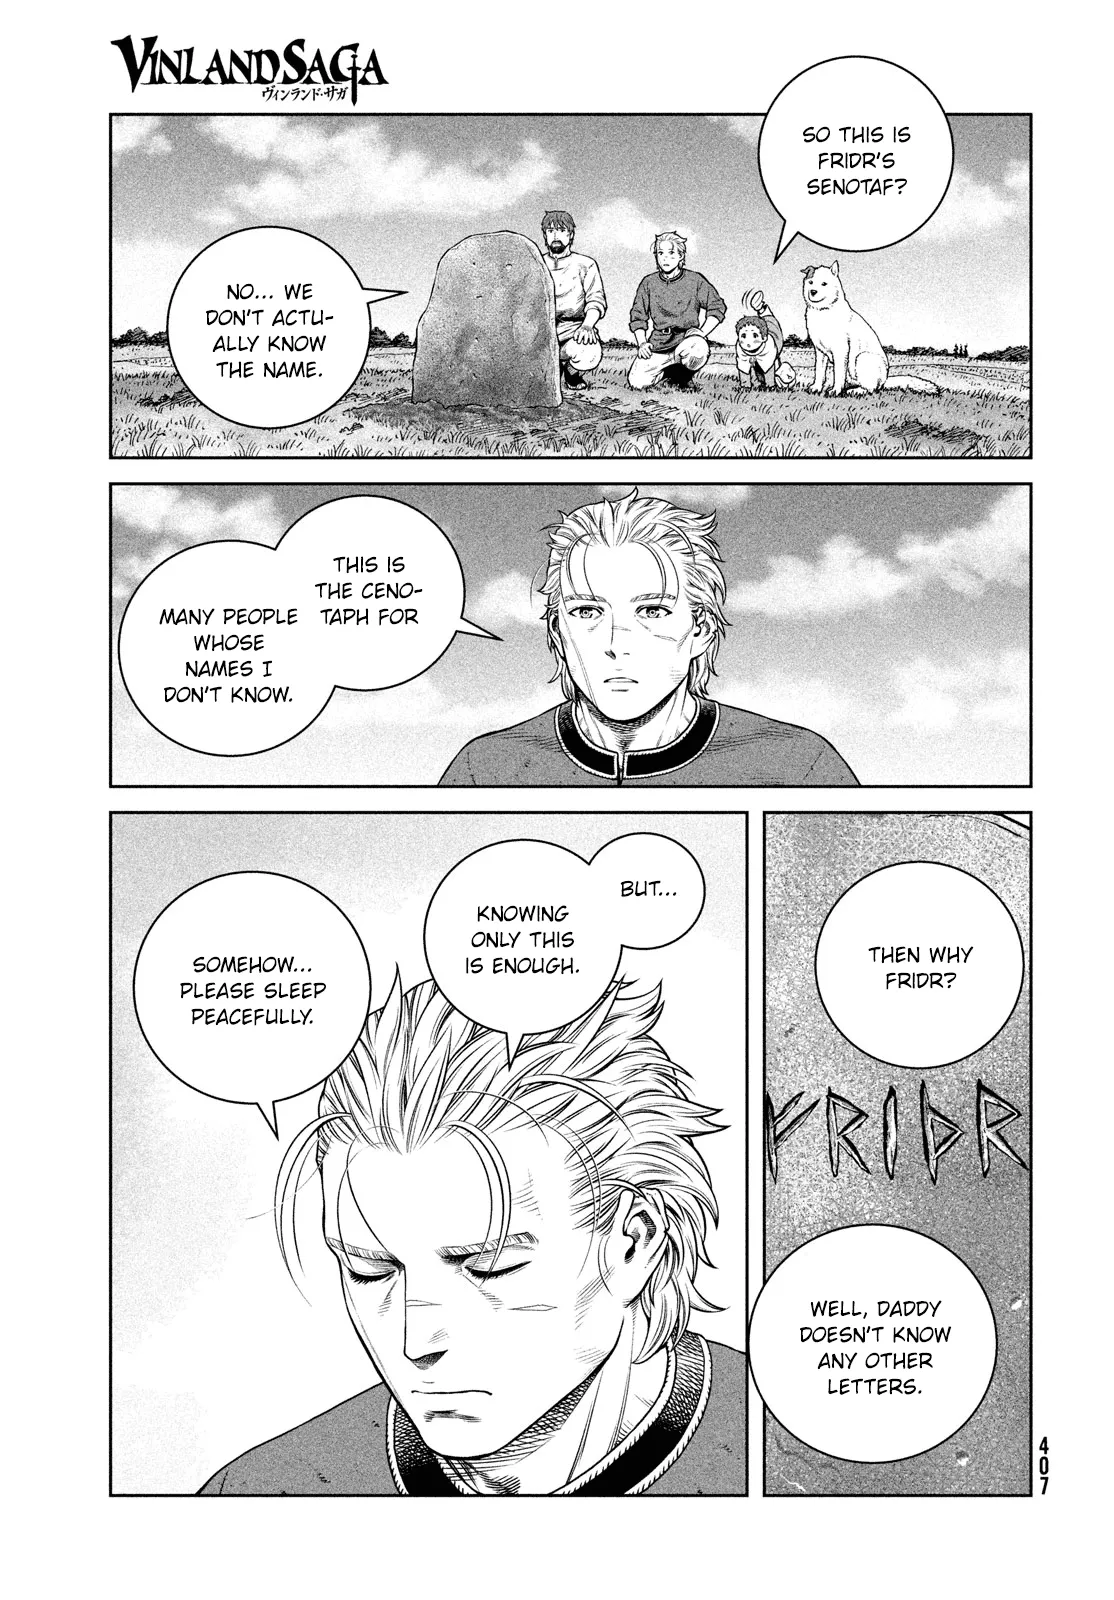 VINLAND SAGA
ヴィンランド・サガ
SO THIS IS
FRIDR'S
SENOTAF?
NO... WE
DON'T ACTU-
ALLY KNOW
THE NAME.
THIS IS
THE CENO-
TAPH FOR
MANY PEOPLE
WHOSE
NAMES I
DON'T KNOW.
THEN WHY
FRIDR?
ᚠRIÞR
WELL, DADDY
DOESN'T KNOW
ANY OTHER
LETTERS.
BUT...
KNOWING
ONLY THIS
IS ENOUGH.
SOMEHOW...
PLEASE SLEEP
PEACEFULLY.
407